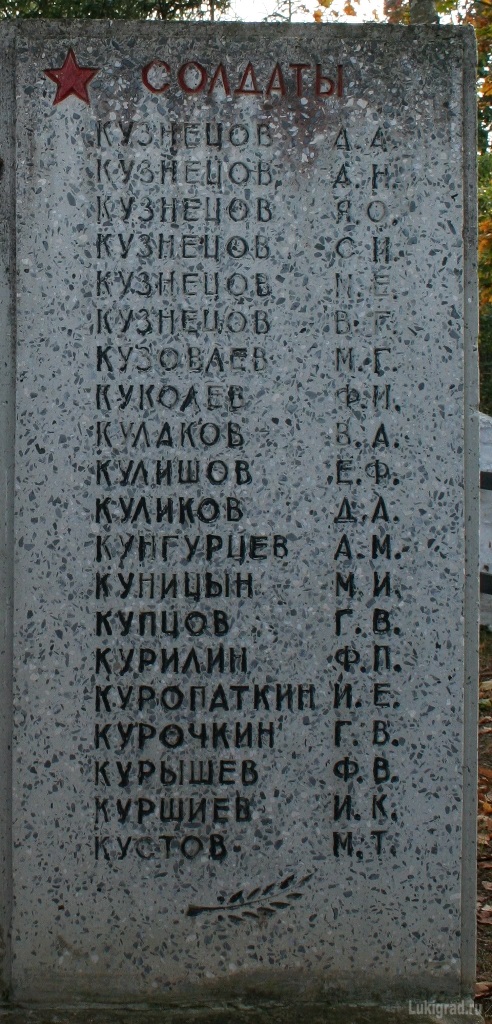 СОЛДАТЫ
КУЗНЕЦОВ Д. Д.
КУЗНЕЦОВ А. Н.
КУЗНЕЦОВ Я. О.
КУЗНЕЦОВ С. И.
КУЗНЕЦОВ Е.
КУЗНЕЦОВ В. Г.
КУЗОВАЕВ М. Г.
КУКОЛЕВ Ф. И.
КУЛАКОВ В. А.
КУЛИШОВ Е. Ф.
КУЛИКОВ Д. А.
КУНГУРЦЕВ А. М.
КУНИЦЫН М. И.
КУПЦОВ Г. В.
КУРИЛИН Ф. П.
КУРОПАТКИН И. Е.
КУРОЧКИН Г. В.
КУРЫШЕВ Ф. В.
КУРШИЕВ И. К.
КУСТОВ М. Т.
Lukigrad.ru